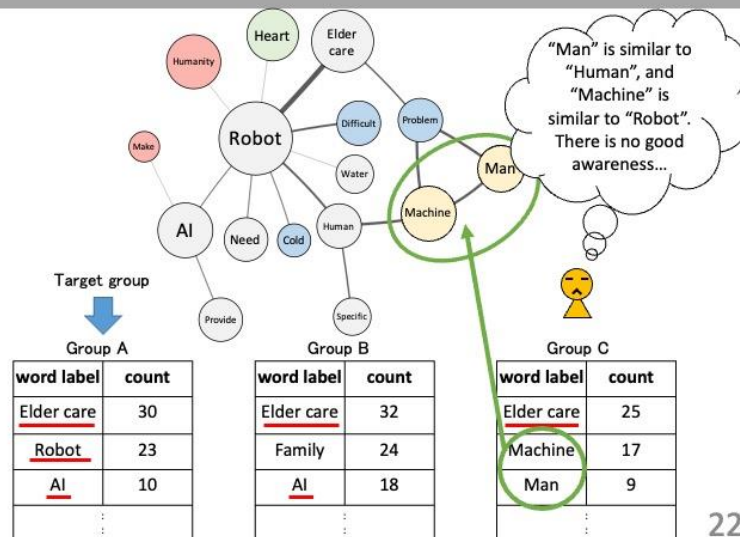 Heart
Elder
care
Humanity
Robot
Difficult
Problem
Make
Water
Man
Machine
AI
Need
Cold
Human
Provide
Specific
“Man” is similar to
“Human”, and
“Machine” is
similar to “Robot”.
There is no good
awareness…
Target group
Group A
word label count
Elder care 30
Robot 23
AI 10
:
:
Group B
word label count
Elder care 32
Family 24
AI 18
:
:
Group C
word label count
Elder care 25
Machine 17
Man 9
:
:
22